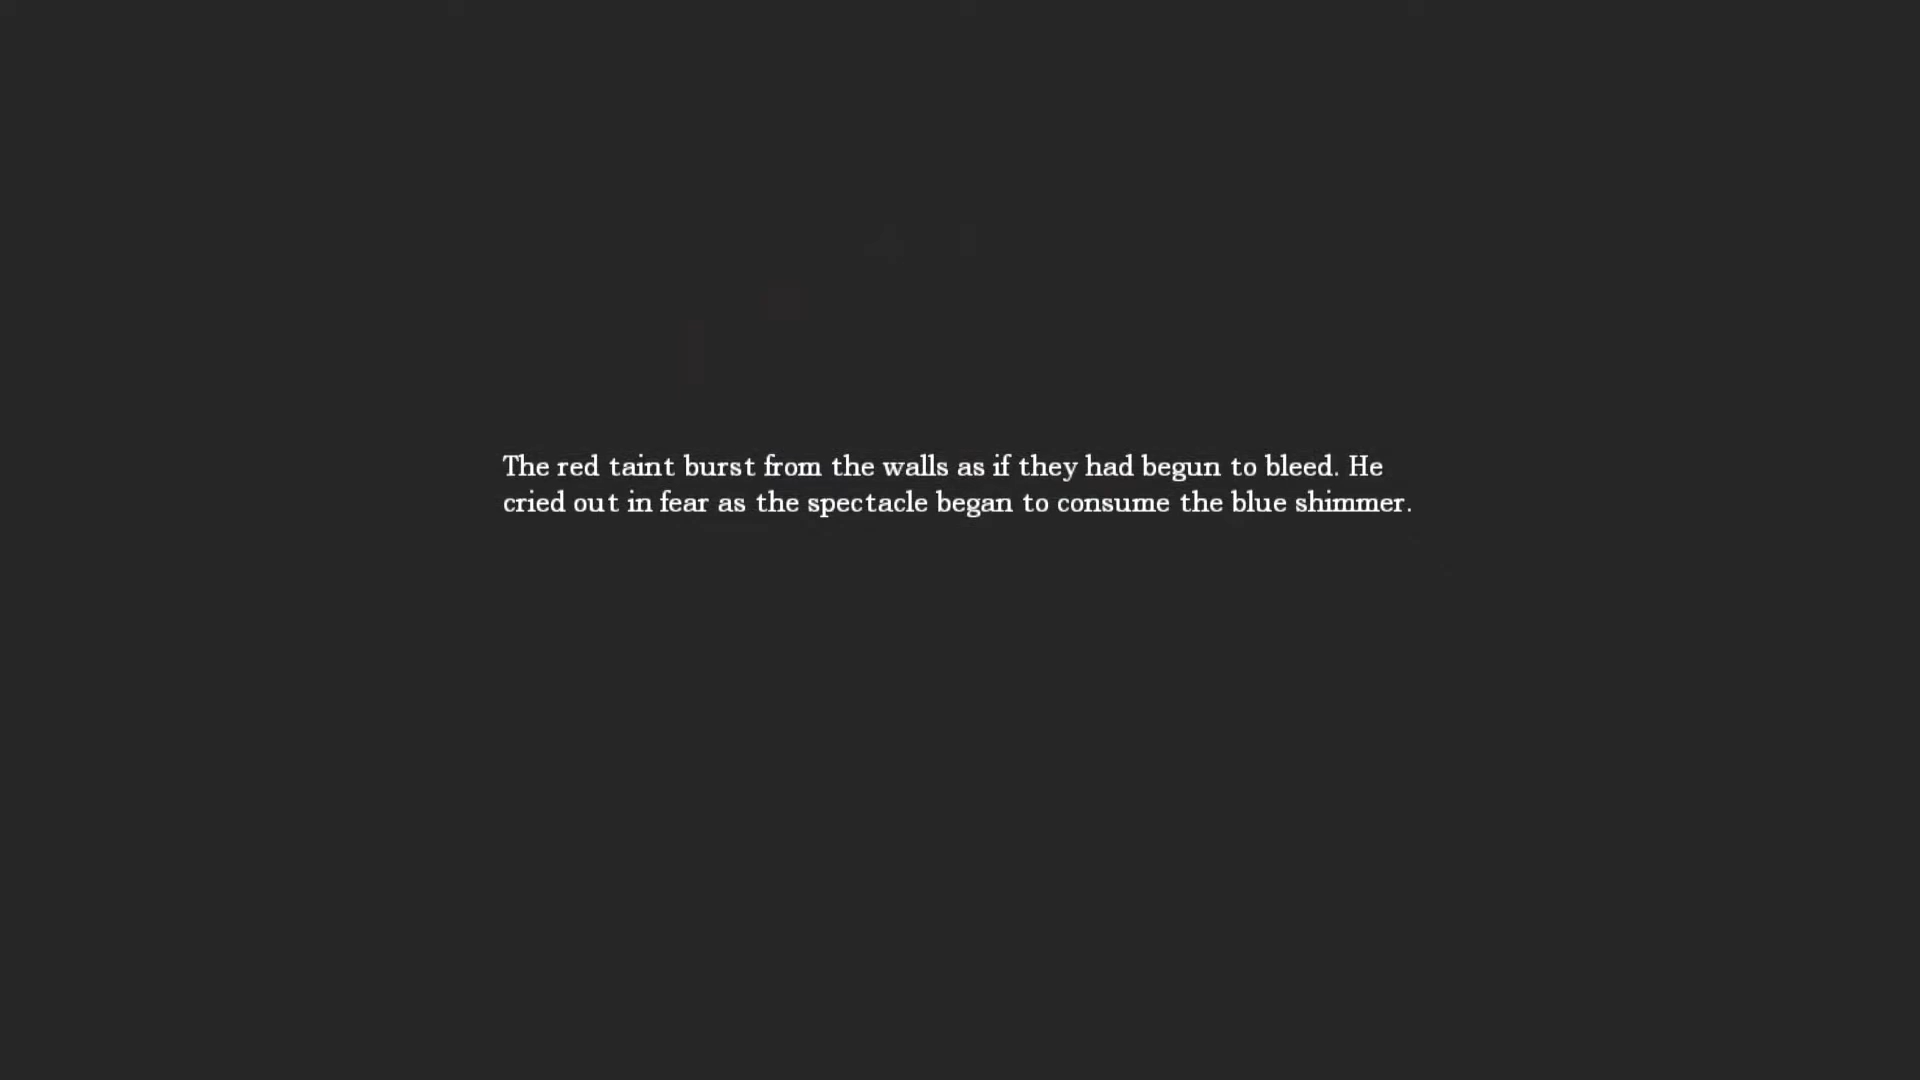 The red taint burst from the walls as if they had begun to bleed. He
cried out in fear as the spectacle began to consume the blue shimmer.